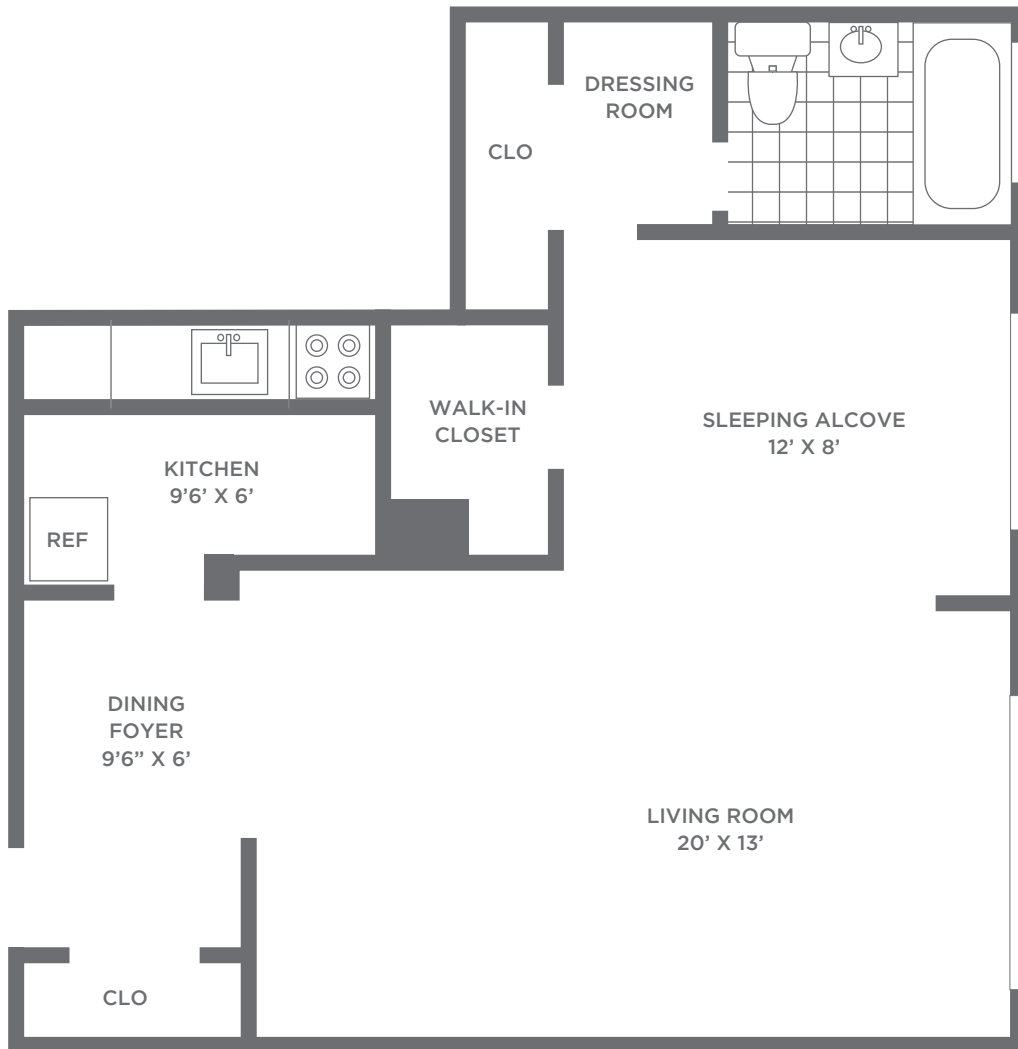 DRESSING
ROOM
CLO
WALK-IN
CLOSET
SLEEPING ALCOVE
12’ X 8’
KITCHEN
9’6’ X 6’
REF
DINING
FOYER
9’6” X 6’
LIVING ROOM
20’ X 13’
CLO